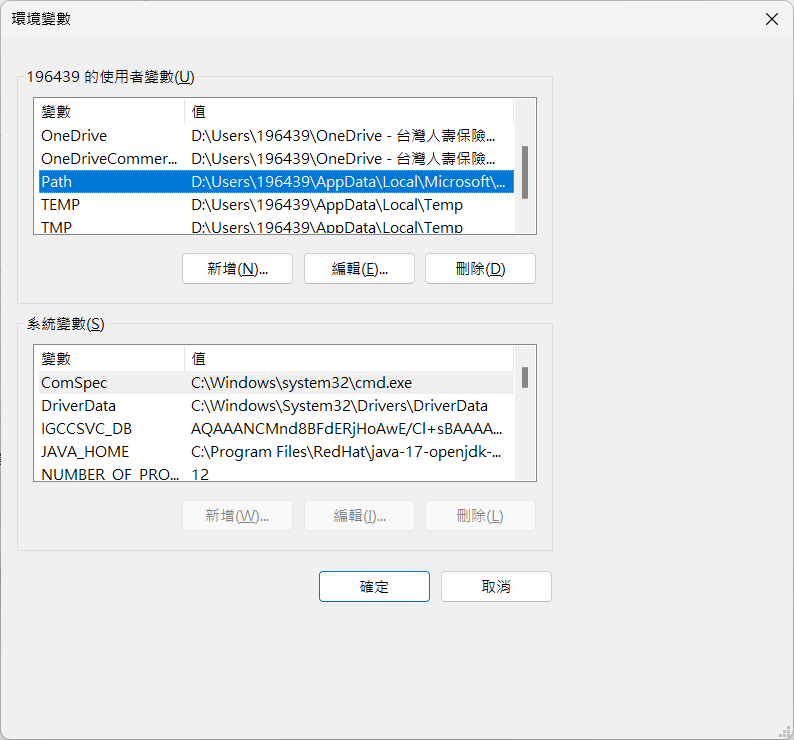 環境變數
196439 的使用者變數(U)
變數 值
OneDrive D:\Users\196439\OneDrive - 台灣人壽保險...
OneDriveCommer... D:\Users\196439\OneDrive - 台灣人壽保險...
Path D:\Users\196439\AppData\Local\Microsoft\...
TEMP D:\Users\196439\AppData\Local\Temp
TMP D:\Users\196439\AppData\Local\Temp
新增(N)... 編輯(E)... 刪除(D)
系統變數(S)
變數 值
ComSpec C:\Windows\system32\cmd.exe
DriverData C:\Windows\System32\Drivers\DriverData
IGCCSVC_DB AQAAANCMnd8BFdERjHoAwE/Cl+sBAAAA...
JAVA_HOME C:\Program Files\RedHat\java-17-openjdk-...
NUMBER_OF_PRO... 12
新增(W)... 編輯(I)... 刪除(L)
確定 取消